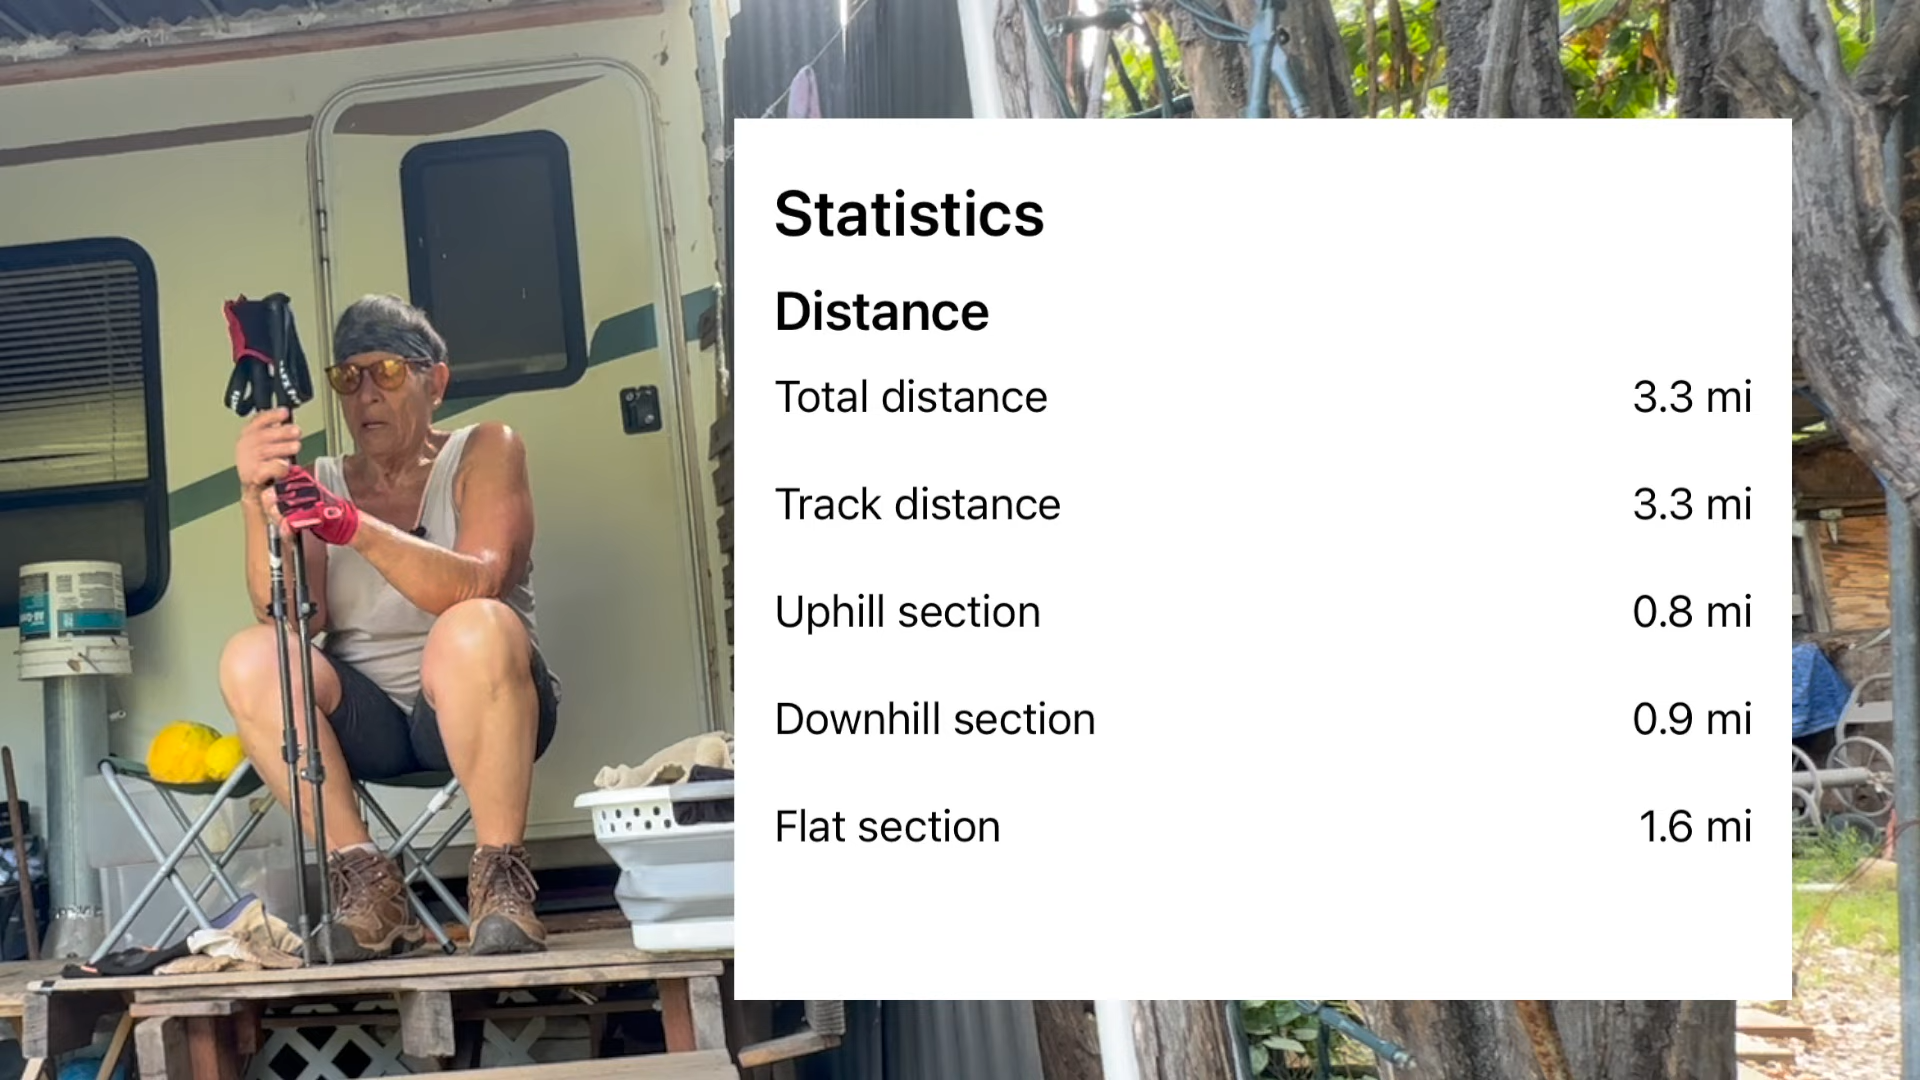 Statistics
Distance
Total distance 3.3 mi
Track distance 3.3 mi
Uphill section 0.8 mi
Downhill section 0.9 mi
Flat section 1.6 mi